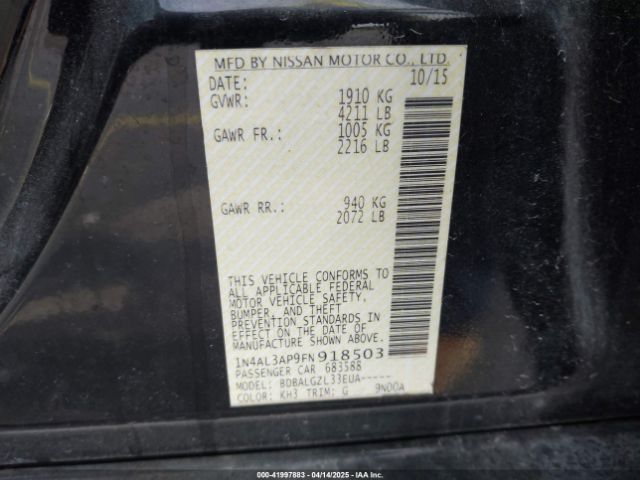 MFD BY NISSAN MOTOR CO., LTD.
DATE: 10/15
GVWR: 1910 KG
4211 LB
GAWR FR.: 1005 KG
2216 LB
GAWR RR.: 940 KG
2072 LB
THIS VEHICLE CONFORMS TO
ALL APPLICABLE FEDERAL
MOTOR VEHICLE SAFETY,
BUMPER, AND THEFT
PREVENTION STANDARDS IN
EFFECT ON THE DATE OF
MANUFACTURE SHOWN ABOVE.
1N4AL3AP9FN918503
PASSENGER CAR 683588
MODEL: BDBALGZL33EUA-----
COLOR: KH3 TRIM: G 9N00A
000-41997883 - 04/14/2025 - IAAI.COM